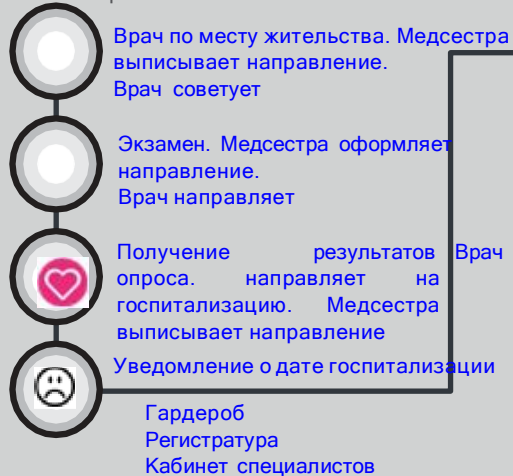 Врач по месту жительства. Медсестра
выписывает направление.
Врач советует
Экзамен. Медсестра оформляет
направление.
Врач направляет
Получение результатов Врач
опроса. направляет на
госпитализацию. Медсестра
выписывает направление
Уведомление о дате госпитализации
Гардероб
Регистратура
Кабинет специалистов